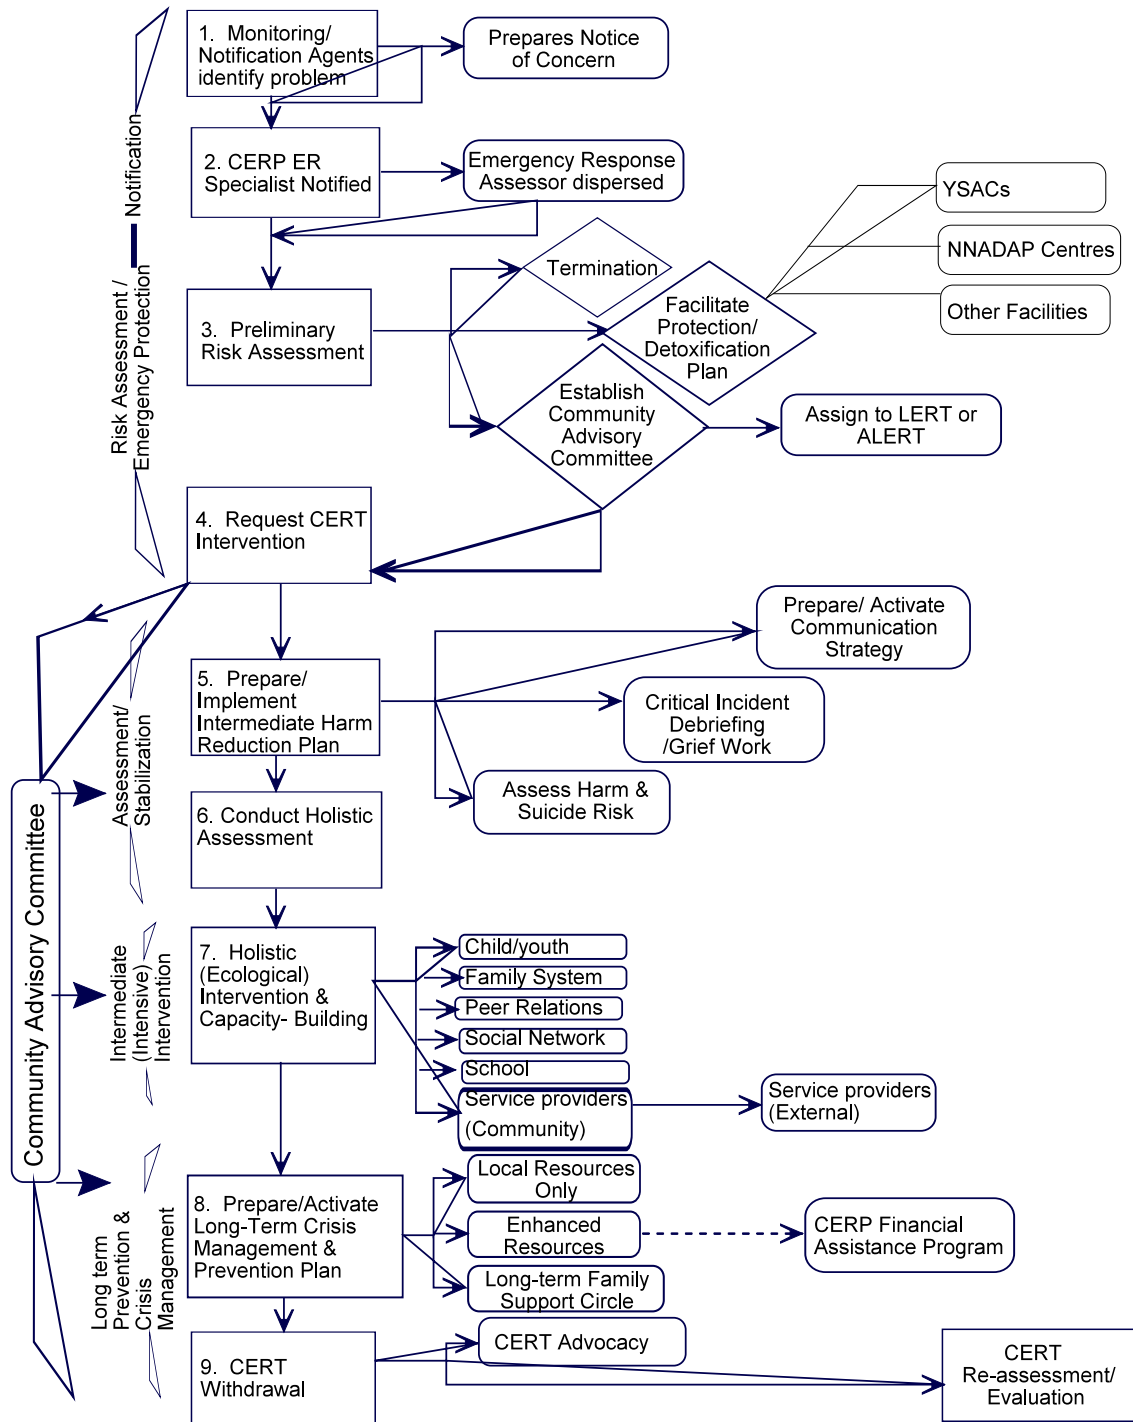 1. Monitoring/
Notification Agents
identify problem
Prepares Notice
of Concern
2. CERP ER
Specialist Notified
Emergency Response
Assessor dispersed
YSACs
NNADAP Centres
Other Facilities
Termination
Facilitate
Protection/
Detoxification
Plan
3. Preliminary
Risk Assessment
Establish
Community
Advisory
Committee
Assign to LERT or
ALERT
Notification
Risk Assessment /
Emergency Protection
4. Request CERT
Intervention
Prepare/ Activate
Communication
Strategy
5. Prepare/
Implement
Intermediate Harm
Reduction Plan
Critical Incident
Debriefing
/Grief Work
Assess Harm &
Suicide Risk
Assessment/
Stabilization
6. Conduct Holistic
Assessment
Community Advisory Committee
Intermediate
(Intensive)
Intervention
7. Holistic
(Ecological)
Intervention &
Capacity- Building
Child/youth
Family System
Peer Relations
Social Network
School
Service providers
(Community)
Service providers
(External)
Long term
Prevention &
Crisis
Management
8. Prepare/Activate
Long-Term Crisis
Management &
Prevention Plan
Local Resources
Only
Enhanced
Resources
CERP Financial
Assistance Program
Long-term Family
Support Circle
9. CERT
Withdrawal
CERT Advocacy
CERT
Re-assessment/
Evaluation